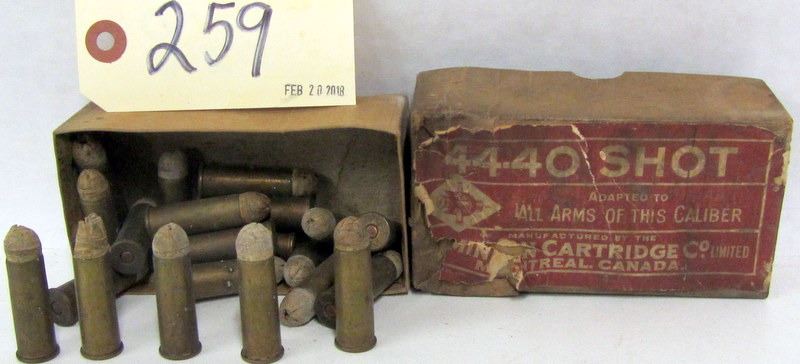 259
FEB 20 2018
44-40 SHOT
ADAPTED TO
ALL ARMS OF THIS CALIBER
MANUFACTURED BY THE
CARTRIDGE CO. LIMITED
MONTREAL, CANADA.